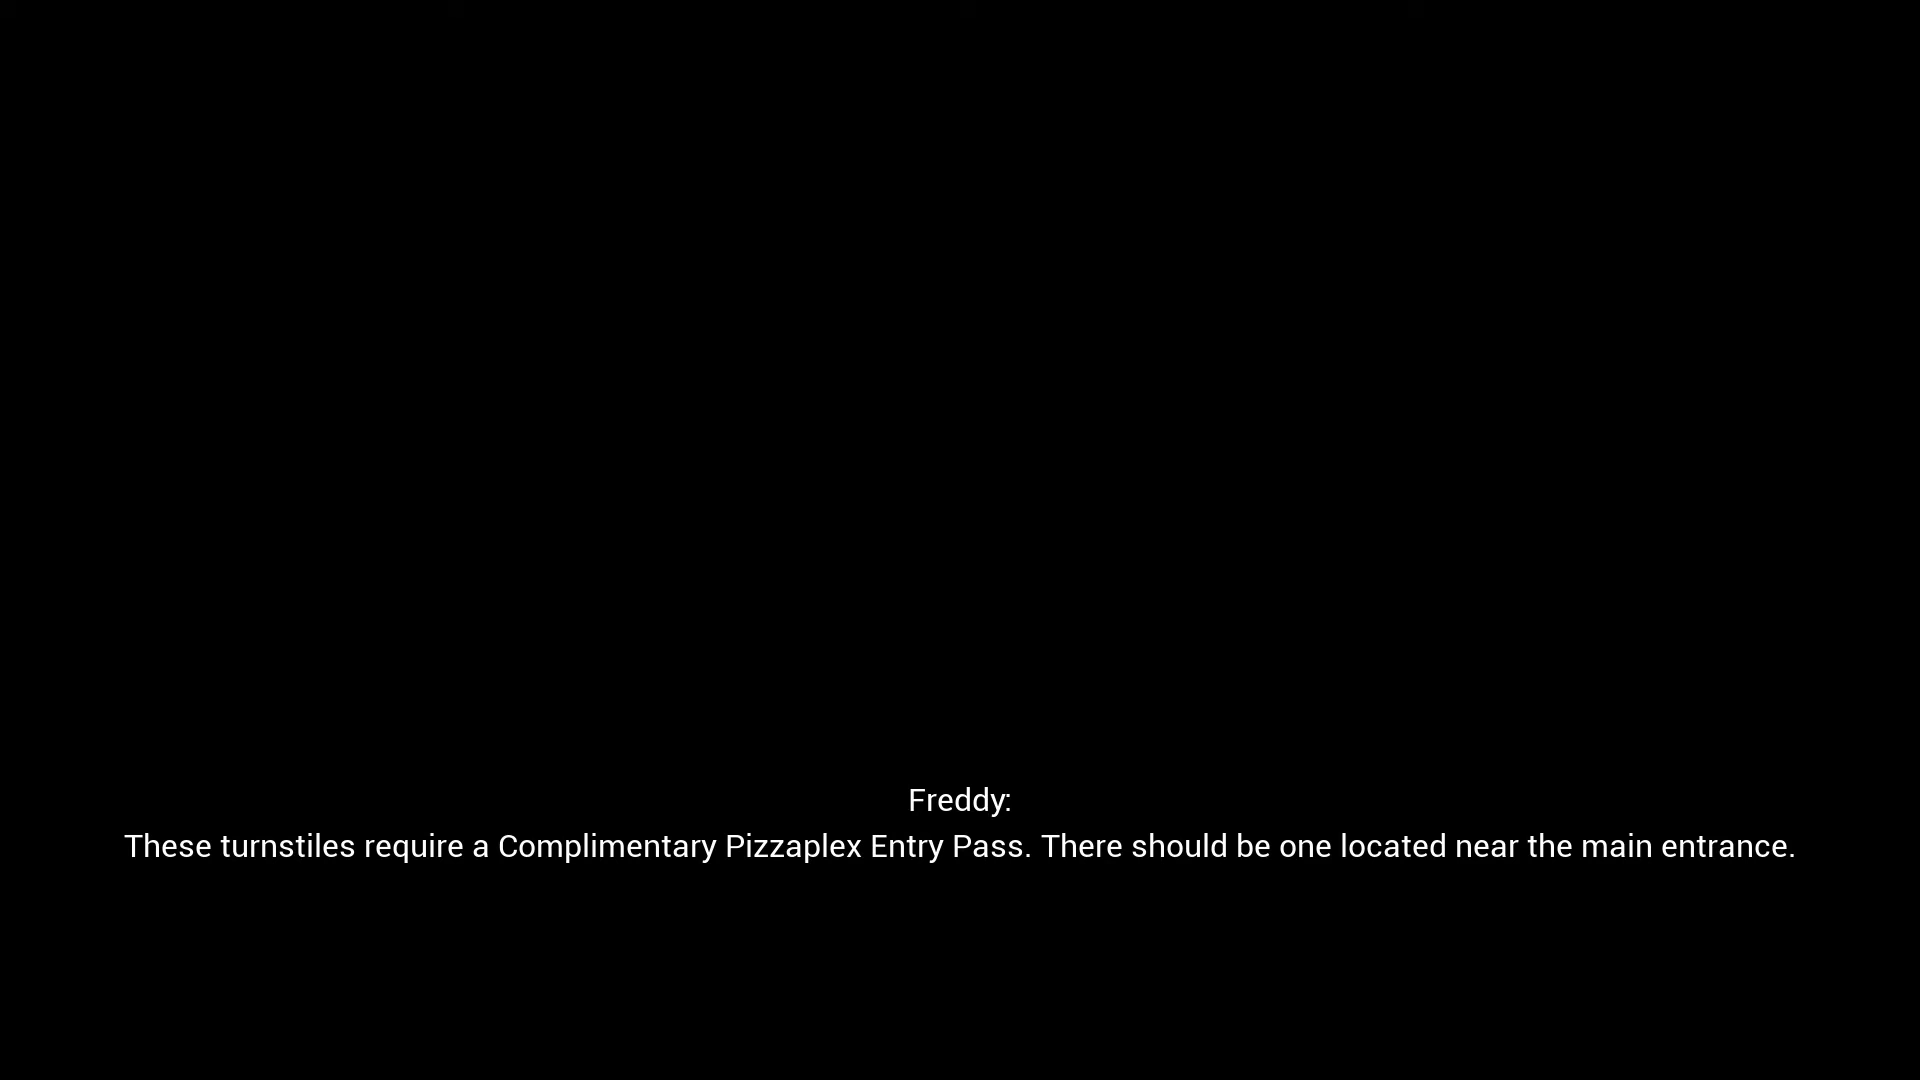 Freddy:
These turnstiles require a Complimentary Pizzaplex Entry Pass. There should be one located near the main entrance.